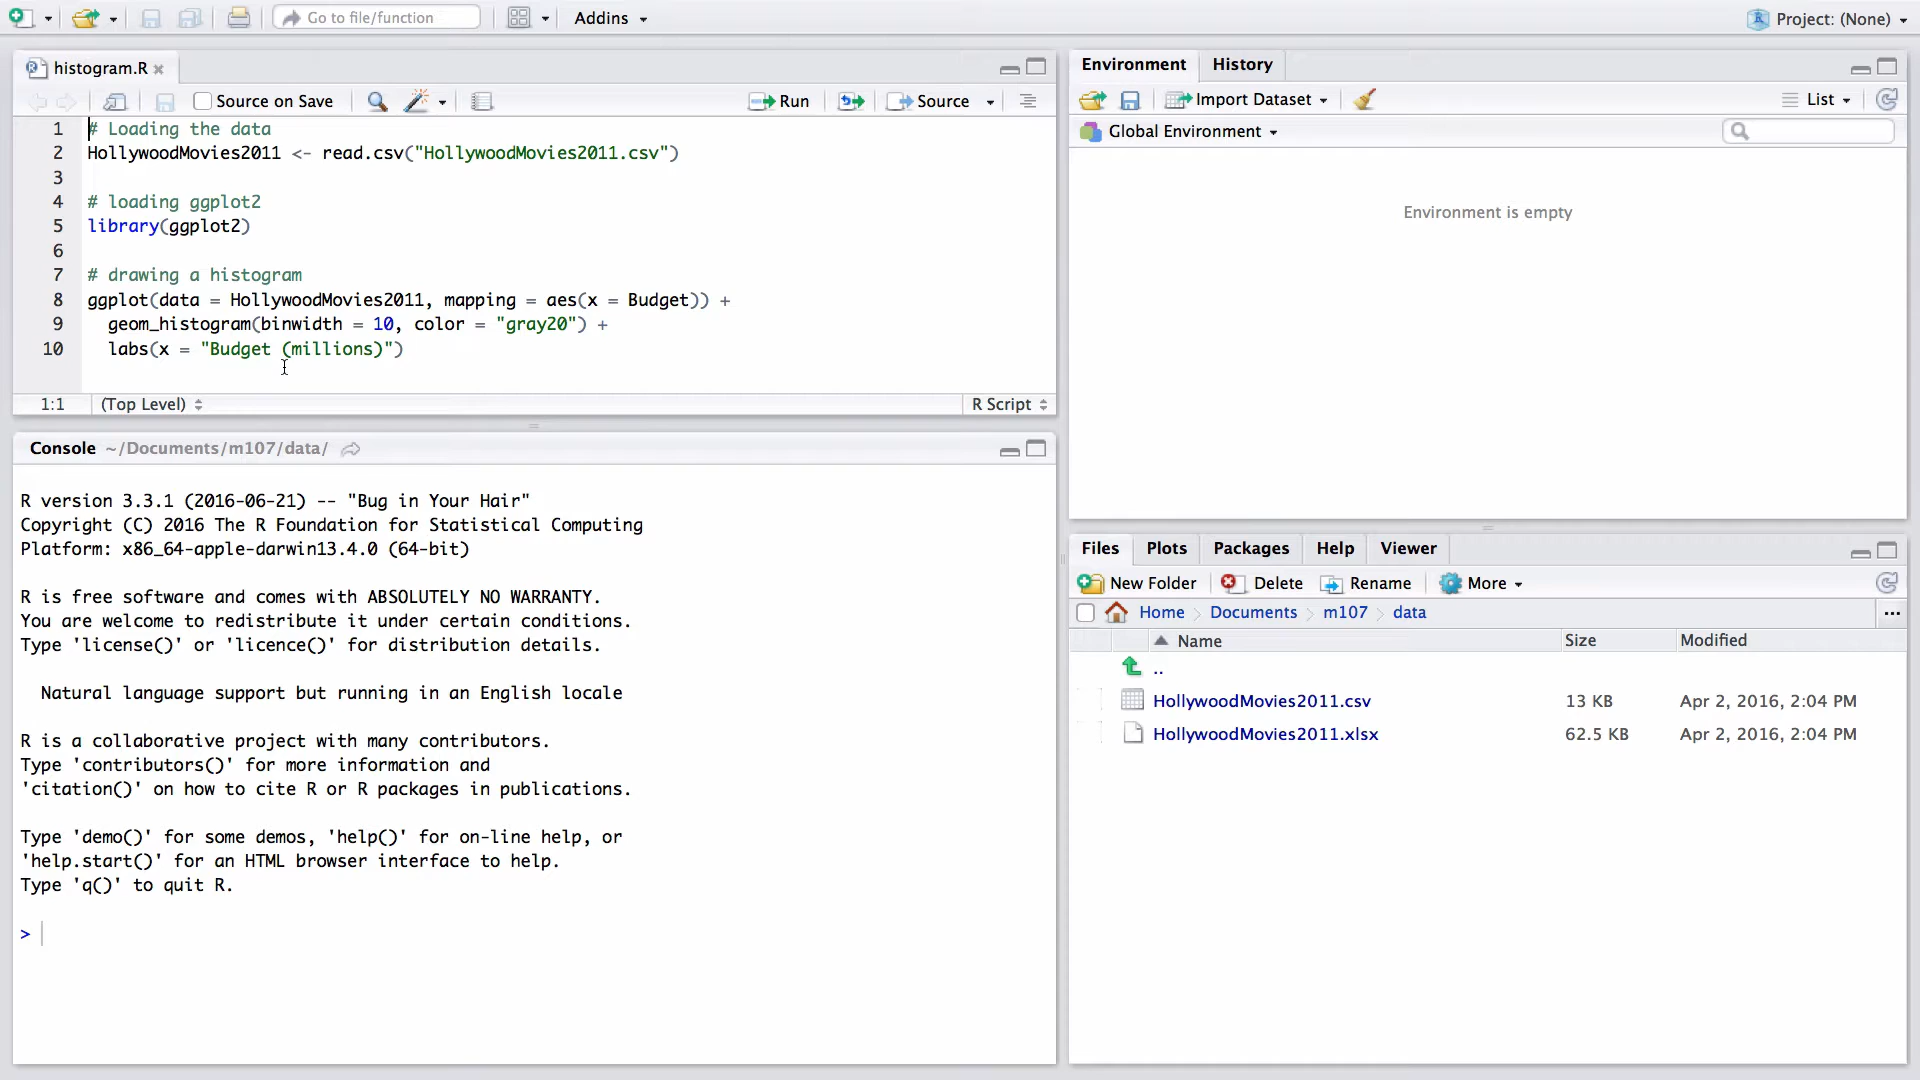 Go to file/function
Addins
Project: (None)
histogram.R
Source on Save
Run
Source
1 # Loading the data
2 HollywoodMovies2011 <- read.csv("HollywoodMovies2011.csv")
3
4 # loading ggplot2
5 library(ggplot2)
6
7 # drawing a histogram
8 ggplot(data = HollywoodMovies2011, mapping = aes(x = Budget)) +
9 geom_histogram(binwidth = 10, color = "gray20") +
10 labs(x = "Budget (millions)")
1:1 (Top Level) R Script
Console ~/Documents/m107/data/
R version 3.3.1 (2016-06-21) -- "Bug in Your Hair"
Copyright (C) 2016 The R Foundation for Statistical Computing
Platform: x86_64-apple-darwin13.4.0 (64-bit)
R is free software and comes with ABSOLUTELY NO WARRANTY.
You are welcome to redistribute it under certain conditions.
Type 'license()' or 'licence()' for distribution details.
Natural language support but running in an English locale
R is a collaborative project with many contributors.
Type 'contributors()' for more information and
'citation()' on how to cite R or R packages in publications.
Type 'demo()' for some demos, 'help()' for on-line help, or
'help.start()' for an HTML browser interface to help.
Type 'q()' to quit R.
>
Environment History
Import Dataset List
Global Environment
Environment is empty
Files Plots Packages Help Viewer
New Folder Delete Rename More
Home Documents m107 data ...
Name Size Modified
..
HollywoodMovies2011.csv 13 KB Apr 2, 2016, 2:04 PM
HollywoodMovies2011.xlsx 62.5 KB Apr 2, 2016, 2:04 PM